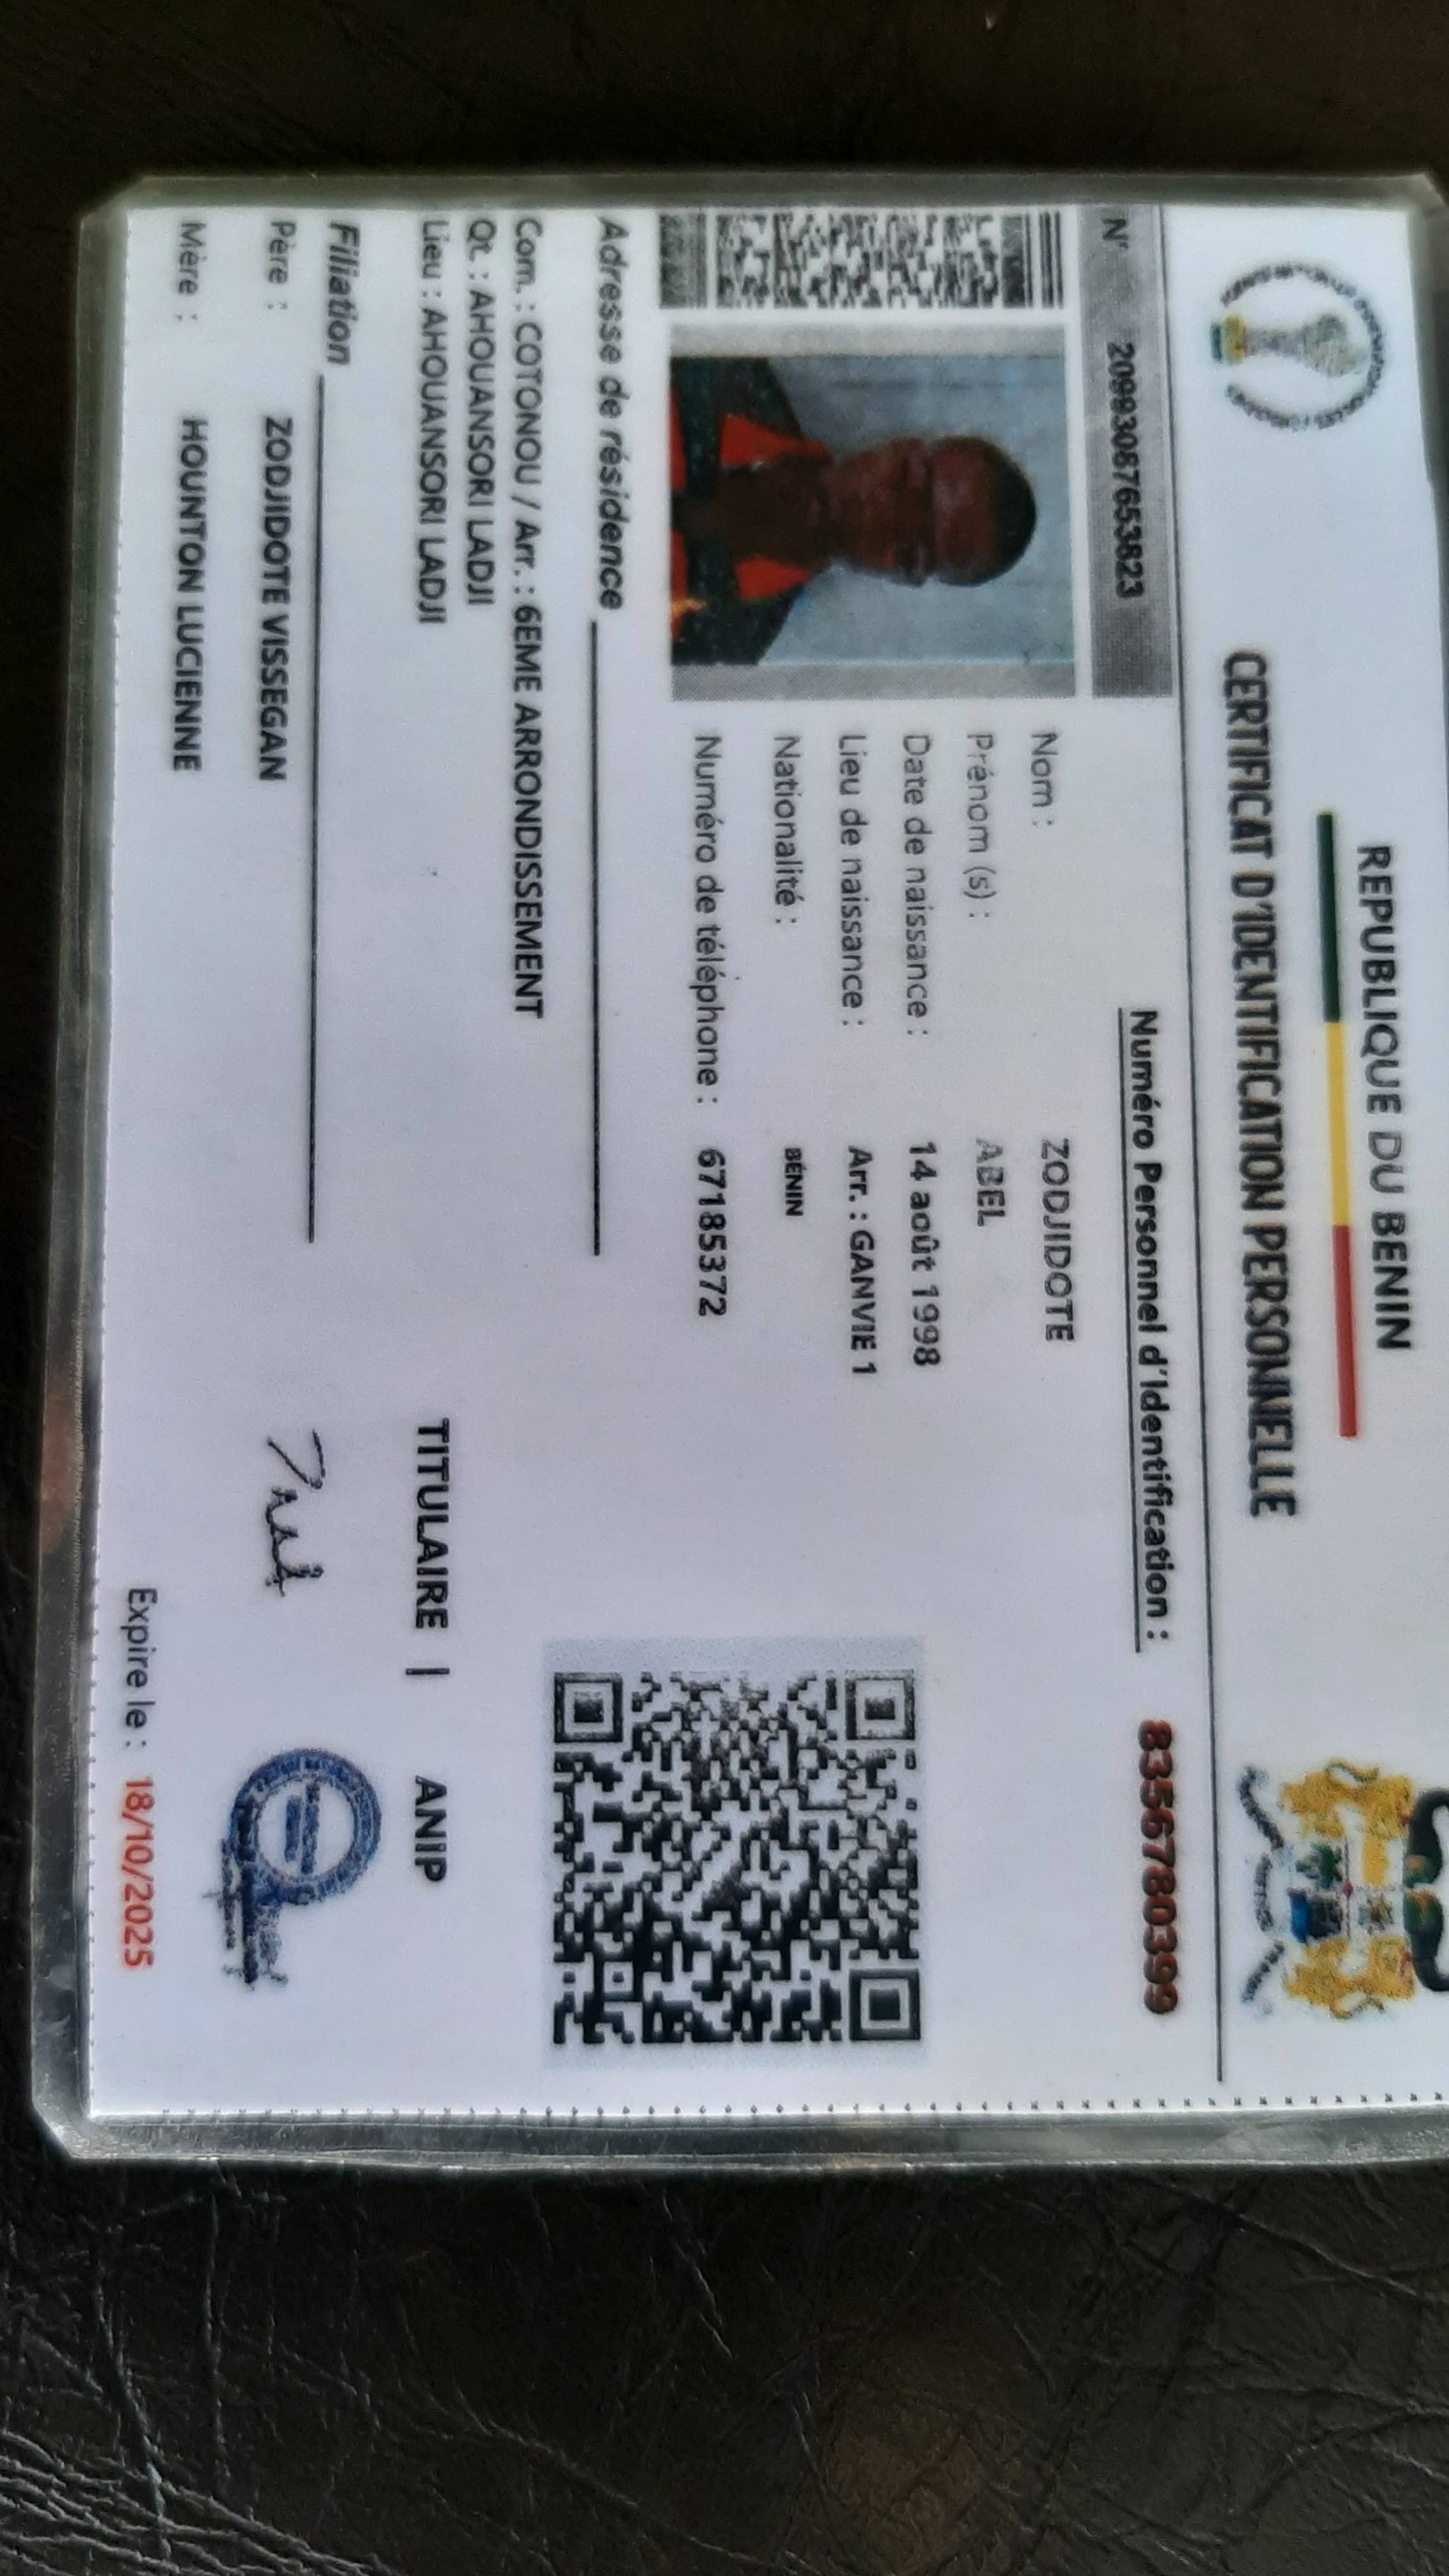 REPUBLIQUE DU BENIN
CERTIFICAT D'IDENTIFICATION PERSONNELLE
N° 20993087653823
Numéro Personnel d'Identification : 8356780399
Nom : ZODJIDOTE
Prénom (s) : ABEL
Date de naissance : 14 août 1998
Lieu de naissance : Arr. : GANVIE 1
Nationalité : BÉNIN
Numéro de téléphone : 67185372
Adresse de résidence
Com. : COTONOU / Arr. : 6EME ARRONDISSEMENT
Qt. : AHOUANSORI LADJI
Lieu : AHOUANSORI LADJI
TITULAIRE | ANIP
Filiation
Père : ZODJIDOTE VISSEGAN
Mère : HOUNTON LUCIENNE
Expire le : 18/10/2025